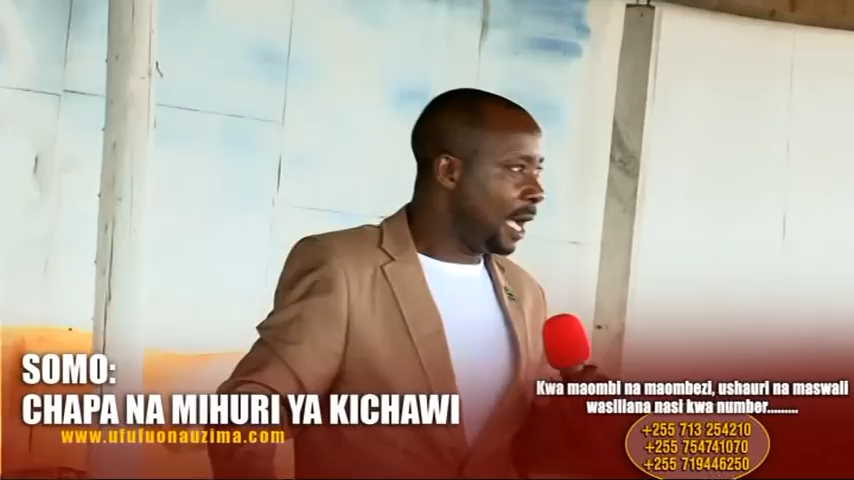 SOMO:
CHAPA NA MIHURI YA KICHAWI
www.ufufuonauzima.com
Kwa maombi na maombezi, ushauri na maswali
wasiliana nasi kwa number.........
+255 713 254210
+255 754741070
+255 719446250